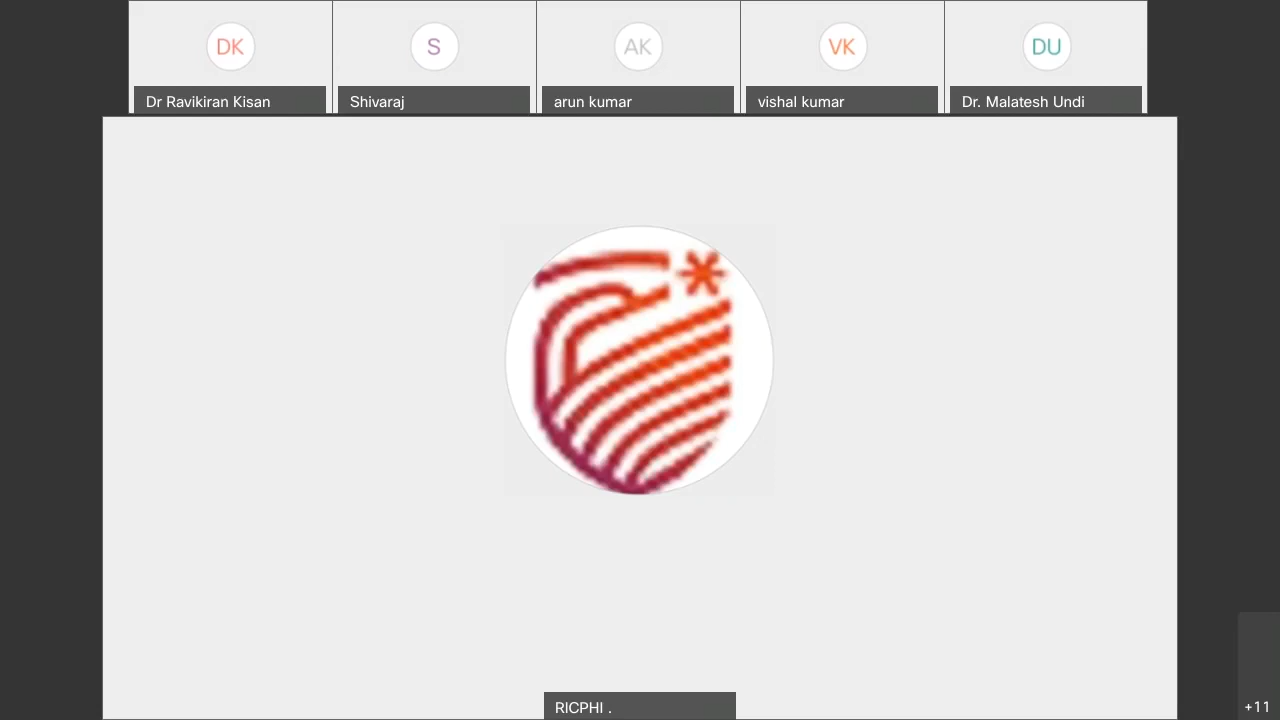 DK
S
AK
VK
DU
Dr Ravikiran Kisan
Shivaraj
arun kumar
vishal kumar
Dr. Malatesh Undi
RICPHI .
+11